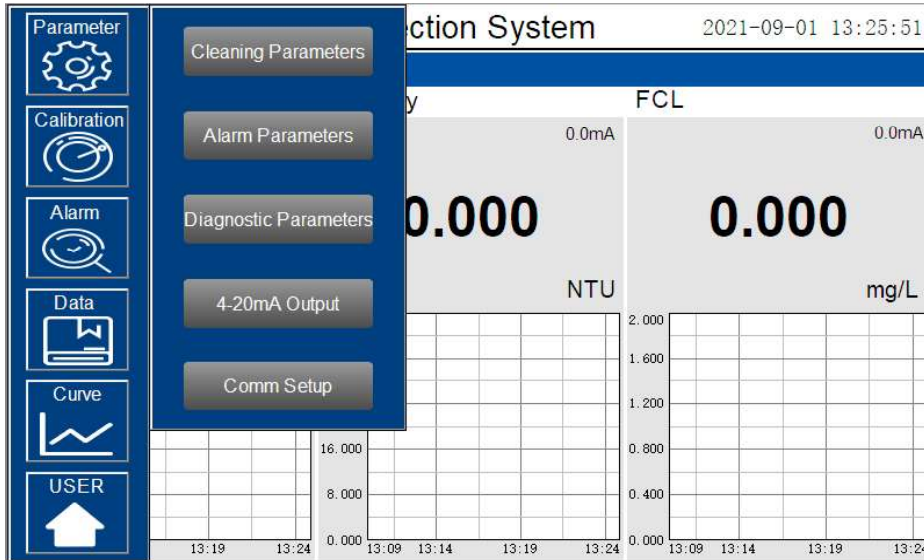 Parameter
Calibration
Alarm
Data
Curve
USER
Cleaning Parameters
Alarm Parameters
Diagnostic Parameters
4-20mA Output
Comm Setup
ction System
2021-09-01 13:25:51
y
FCL
0.0mA
0.0mA
0.000
0.000
NTU
mg/L
16.000
8.000
0.000
2.000
1.600
1.200
0.800
0.400
0.000
13:19
13:24
13:09
13:14
13:19
13:24
13:09
13:14
13:19